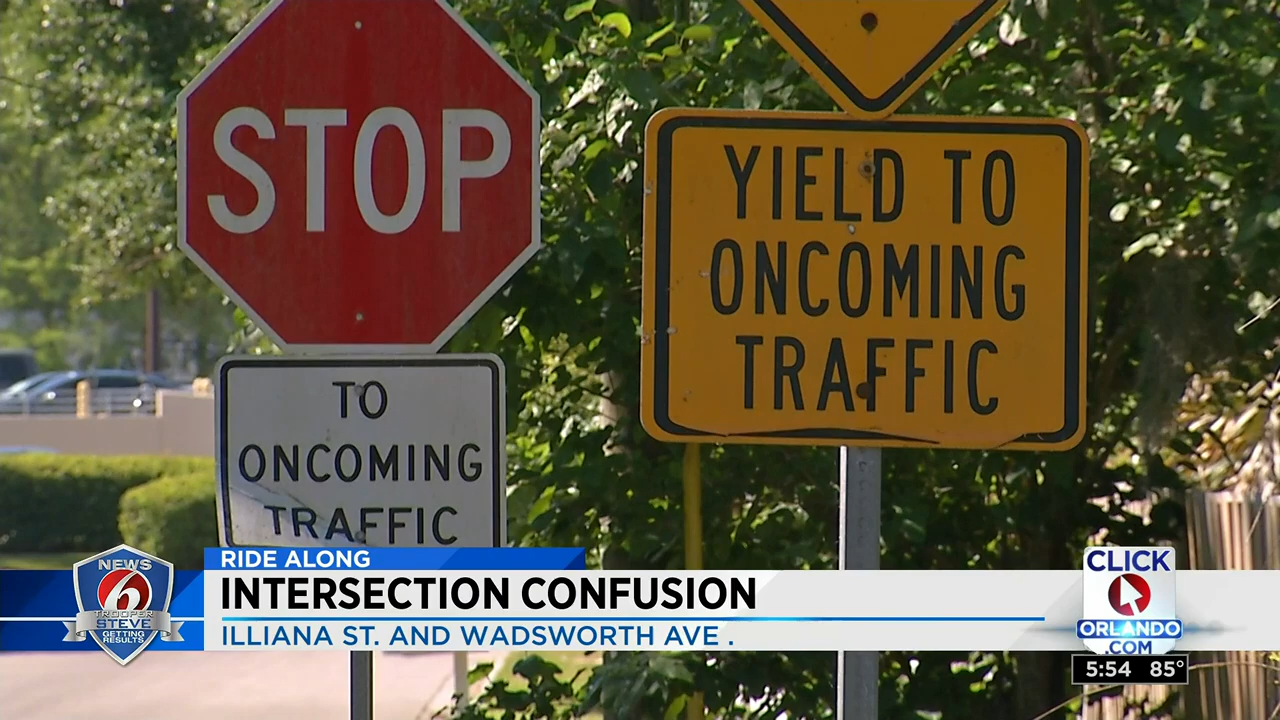 STOP
TO
ONCOMING
TRAFFIC
YIELD TO
ONCOMING
TRAFFIC
RIDE ALONG
INTERSECTION CONFUSION
ILLIANA ST. AND WADSWORTH AVE .
NEWS
6
TROOPER
STEVE
GETTING
RESULTS
CLICK
ORLANDO
.COM
5:54 85°